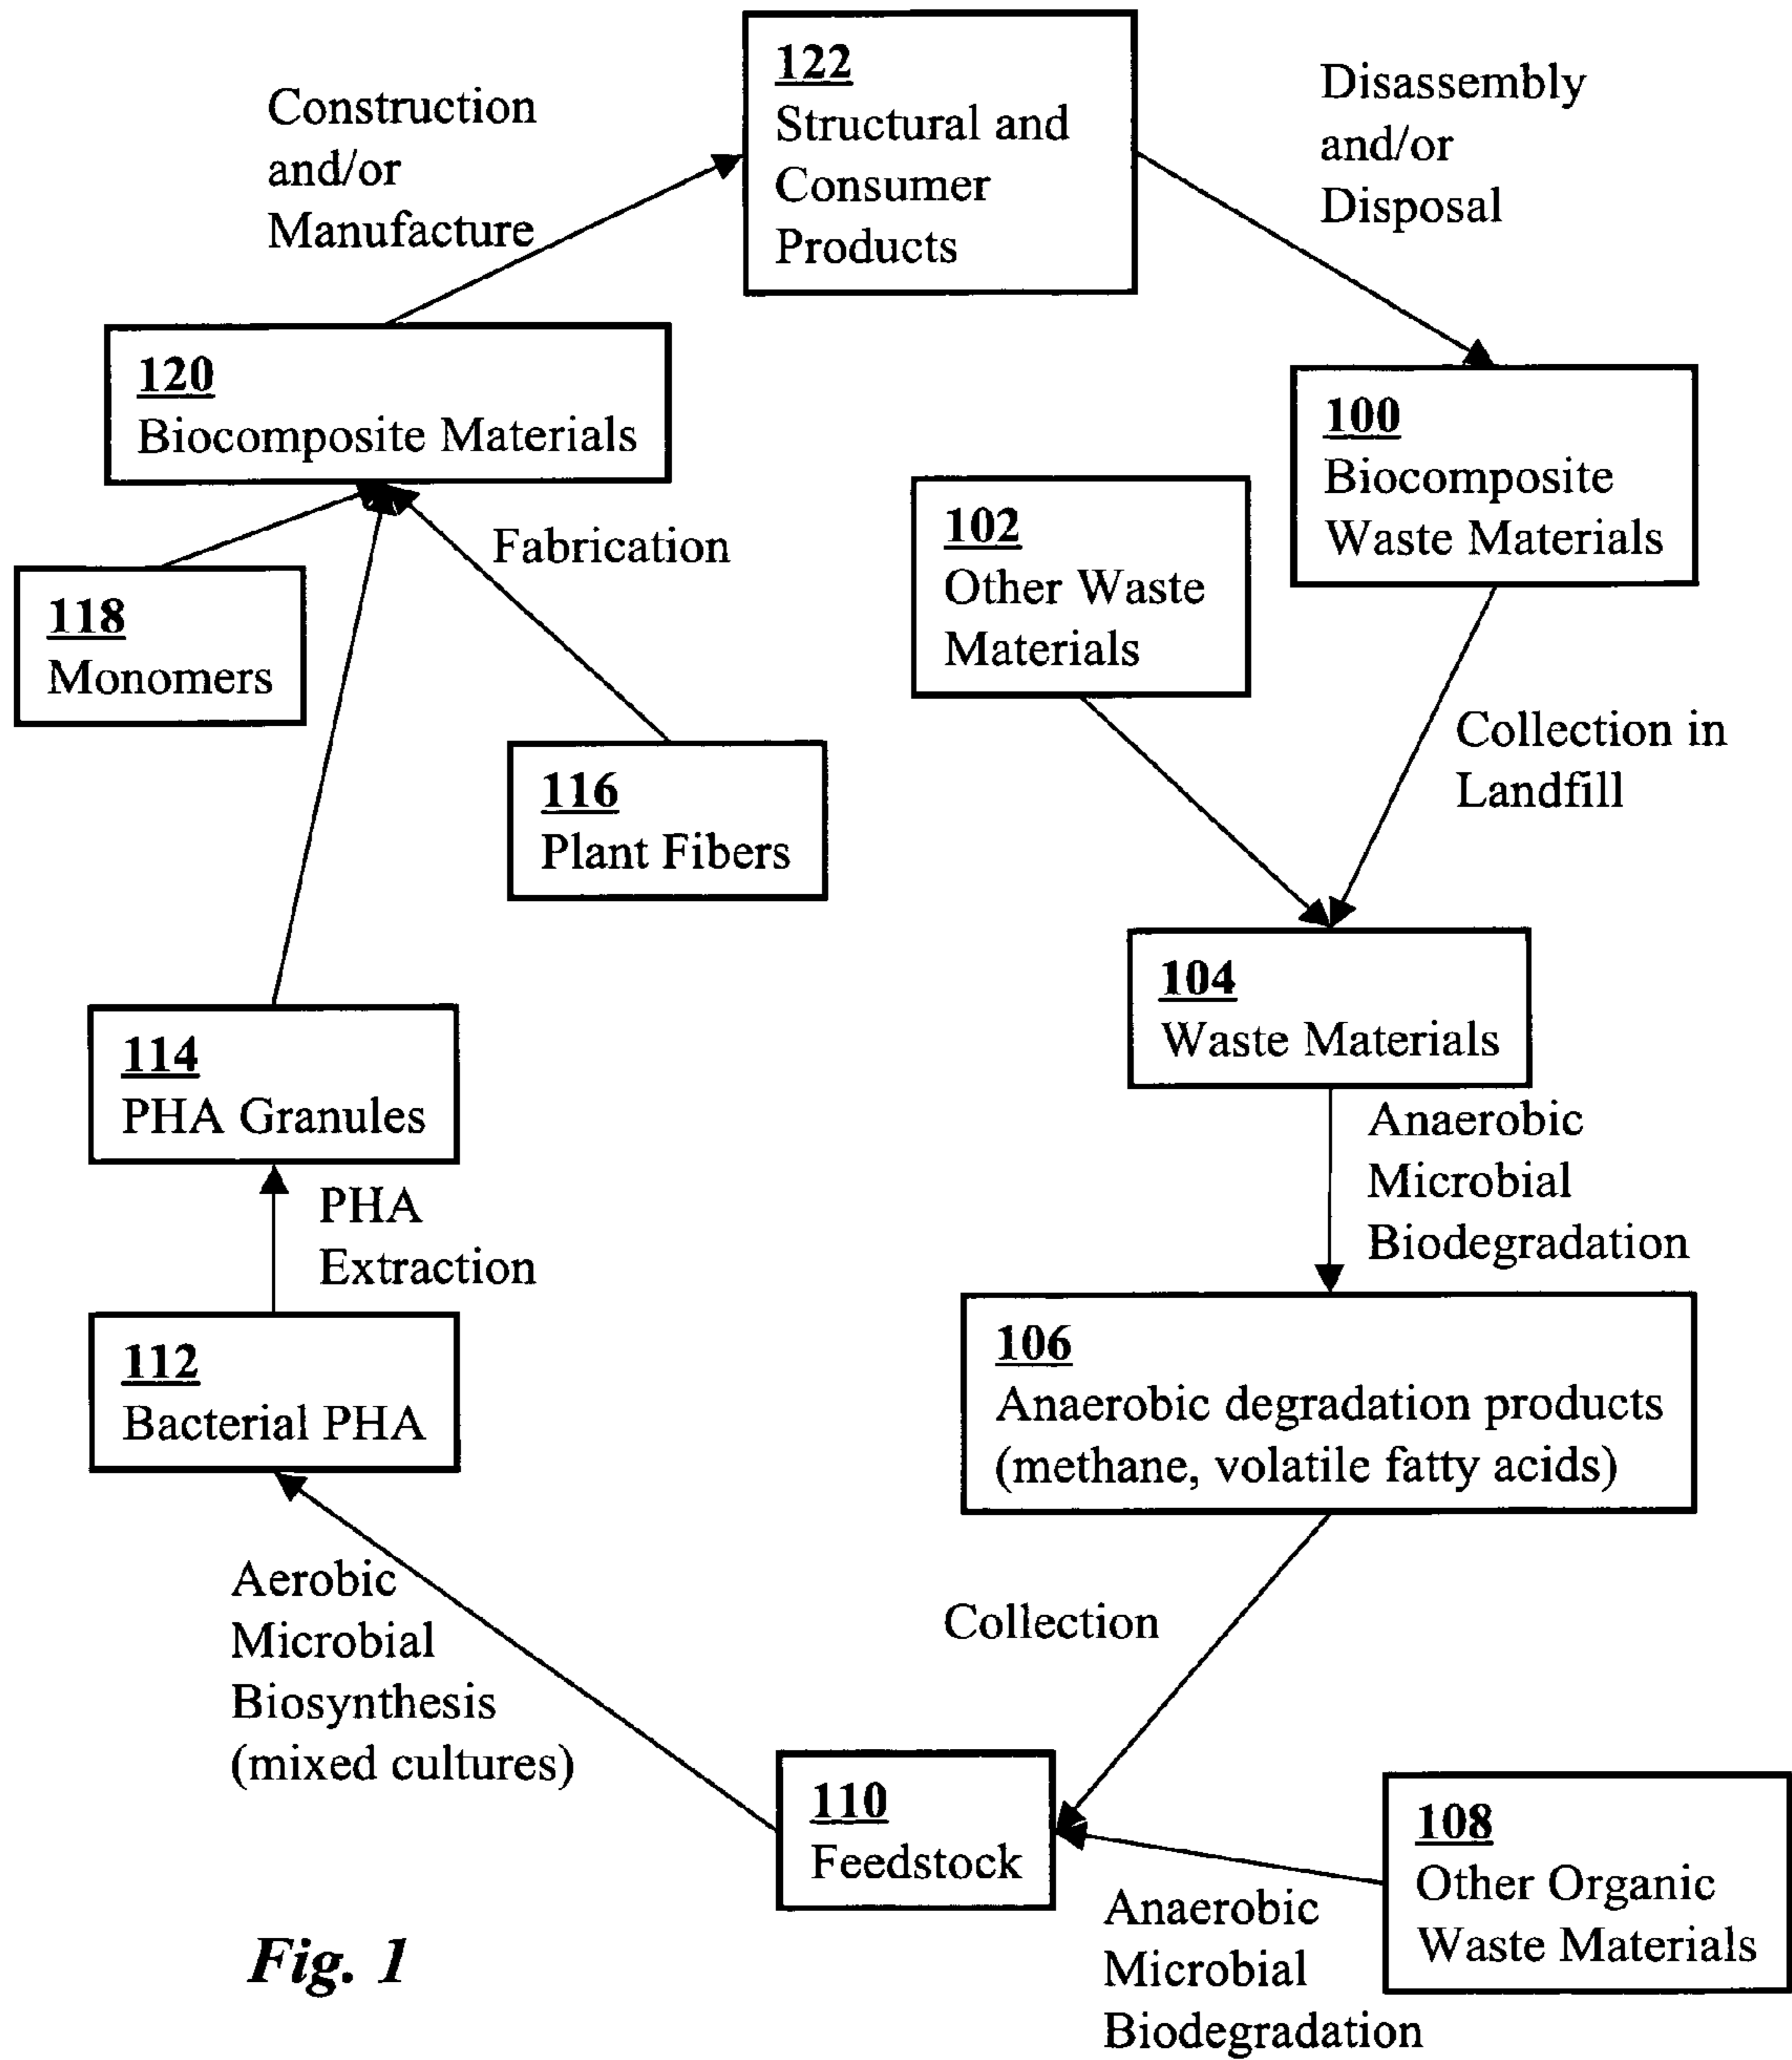 122
Structural and
Consumer
Products
Construction
and/or
Manufacture
Disassembly
and/or
Disposal
120
Biocomposite Materials
100
Biocomposite
Waste Materials
102
Other Waste
Materials
Fabrication
118
Monomers
116
Plant Fibers
Collection in
Landfill
104
Waste Materials
114
PHA Granules
Anaerobic
Microbial
Biodegradation
PHA
Extraction
106
Anaerobic degradation products
(methane, volatile fatty acids)
112
Bacterial PHA
Aerobic
Microbial
Biosynthesis
(mixed cultures)
Collection
110
Feedstock
108
Other Organic
Waste Materials
Anaerobic
Microbial
Biodegradation
Fig. 1